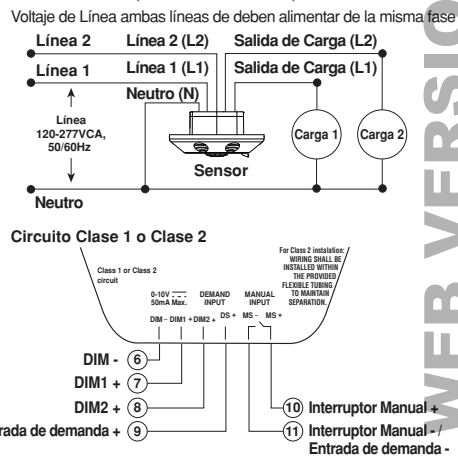 Voltaje de Línea ambas líneas de deben alimentar de la misma fase
Línea 2 Línea 2 (L2) Salida de Carga (L2)
Línea 1 Línea 1 (L1) Salida de Carga (L1)
Neutro (N)
Línea
120-277VCA,
50/60Hz
Carga 1 Carga 2
Sensor
Neutro
Circuito Clase 1 o Clase 2
Class 1 or Class 2
circuit
For Class 2 instalation:
WIRING SHALL BE
INSTALLED WITHIN
THE PROVIDED
FLEXIBLE TUBING
TO MAINTAIN
SEPARATION.
0-10V DEMAND MANUAL
50mA Max. INPUT INPUT
DIM – DIM1 + DIM2 + DS + MS – MS +
DIM - 6
DIM1 + 7
DIM2 + 8
rada de demanda + 9
10 Interruptor Manual +
11 Interruptor Manual - /
Entrada de demanda -
WEB VERSIO